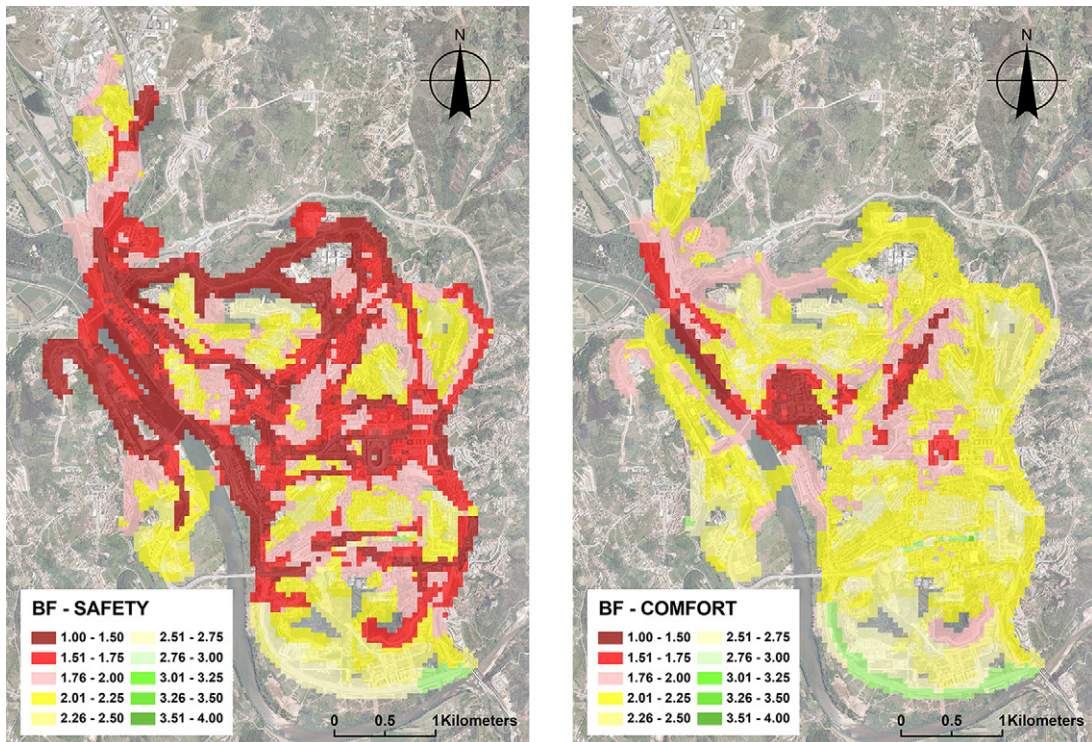 N
BF - SAFETY
1.00 - 1.50 2.51 - 2.75
1.51 - 1.75 2.76 - 3.00
1.76 - 2.00 3.01 - 3.25
2.01 - 2.25 3.26 - 3.50
2.26 - 2.50 3.51 - 4.00
0 0.5 1Kilometers
N
BF - COMFORT
1.00 - 1.50 2.51 - 2.75
1.51 - 1.75 2.76 - 3.00
1.76 - 2.00 3.01 - 3.25
2.01 - 2.25 3.26 - 3.50
2.26 - 2.50 3.51 - 4.00
0 0.5 1Kilometers